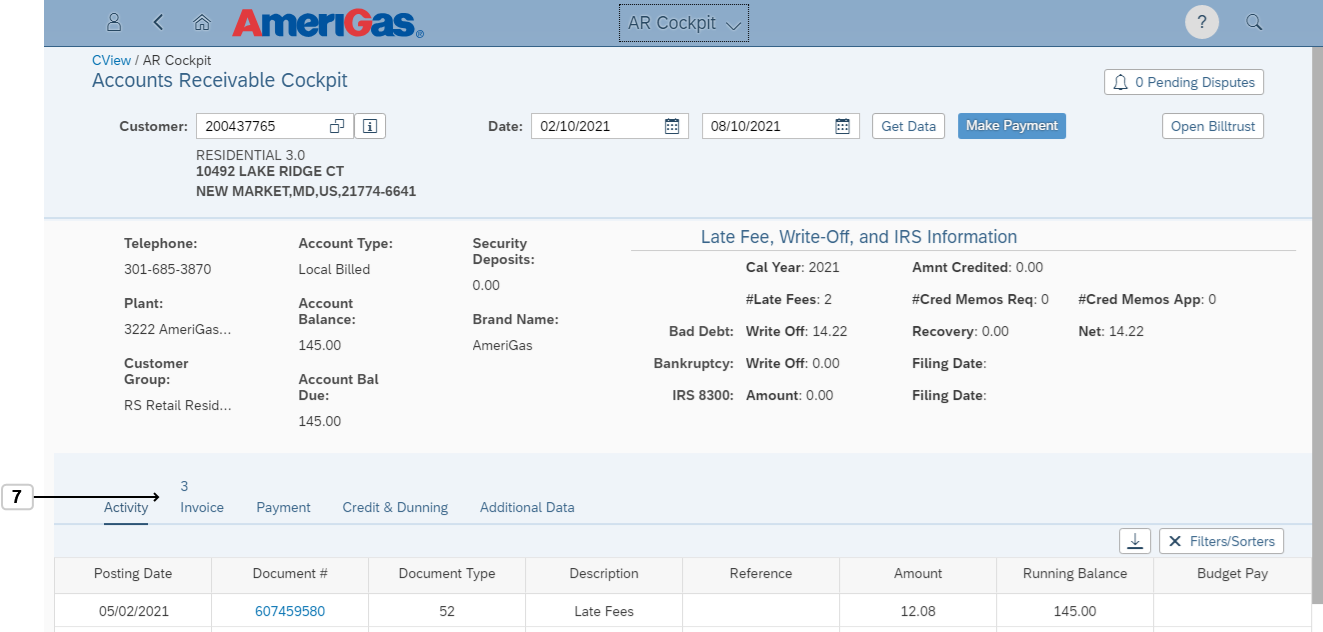 AmeriGas®
AR Cockpit
?
CView / AR Cockpit
Accounts Receivable Cockpit
0 Pending Disputes
Customer: 200437765
Date: 02/10/2021 08/10/2021 Get Data Make Payment Open Billtrust
RESIDENTIAL 3.0
10492 LAKE RIDGE CT
NEW MARKET,MD,US,21774-6641
Telephone:
301-685-3870
Plant:
3222 AmeriGas...
Customer
Group:
RS Retail Resid...
Account Type:
Local Billed
Account
Balance:
145.00
Account Bal
Due:
145.00
Security
Deposits:
0.00
Brand Name:
AmeriGas
Late Fee, Write-Off, and IRS Information
Cal Year: 2021 Amnt Credited: 0.00
#Late Fees: 2 #Cred Memos Req: 0 #Cred Memos App: 0
Bad Debt: Write Off: 14.22 Recovery: 0.00 Net: 14.22
Bankruptcy: Write Off: 0.00 Filing Date:
IRS 8300: Amount: 0.00 Filing Date:
7
3
Activity Invoice Payment Credit & Dunning Additional Data
Filters/Sorters
Posting Date Document # Document Type Description Reference Amount Running Balance Budget Pay
05/02/2021 607459580 52 Late Fees 12.08 145.00